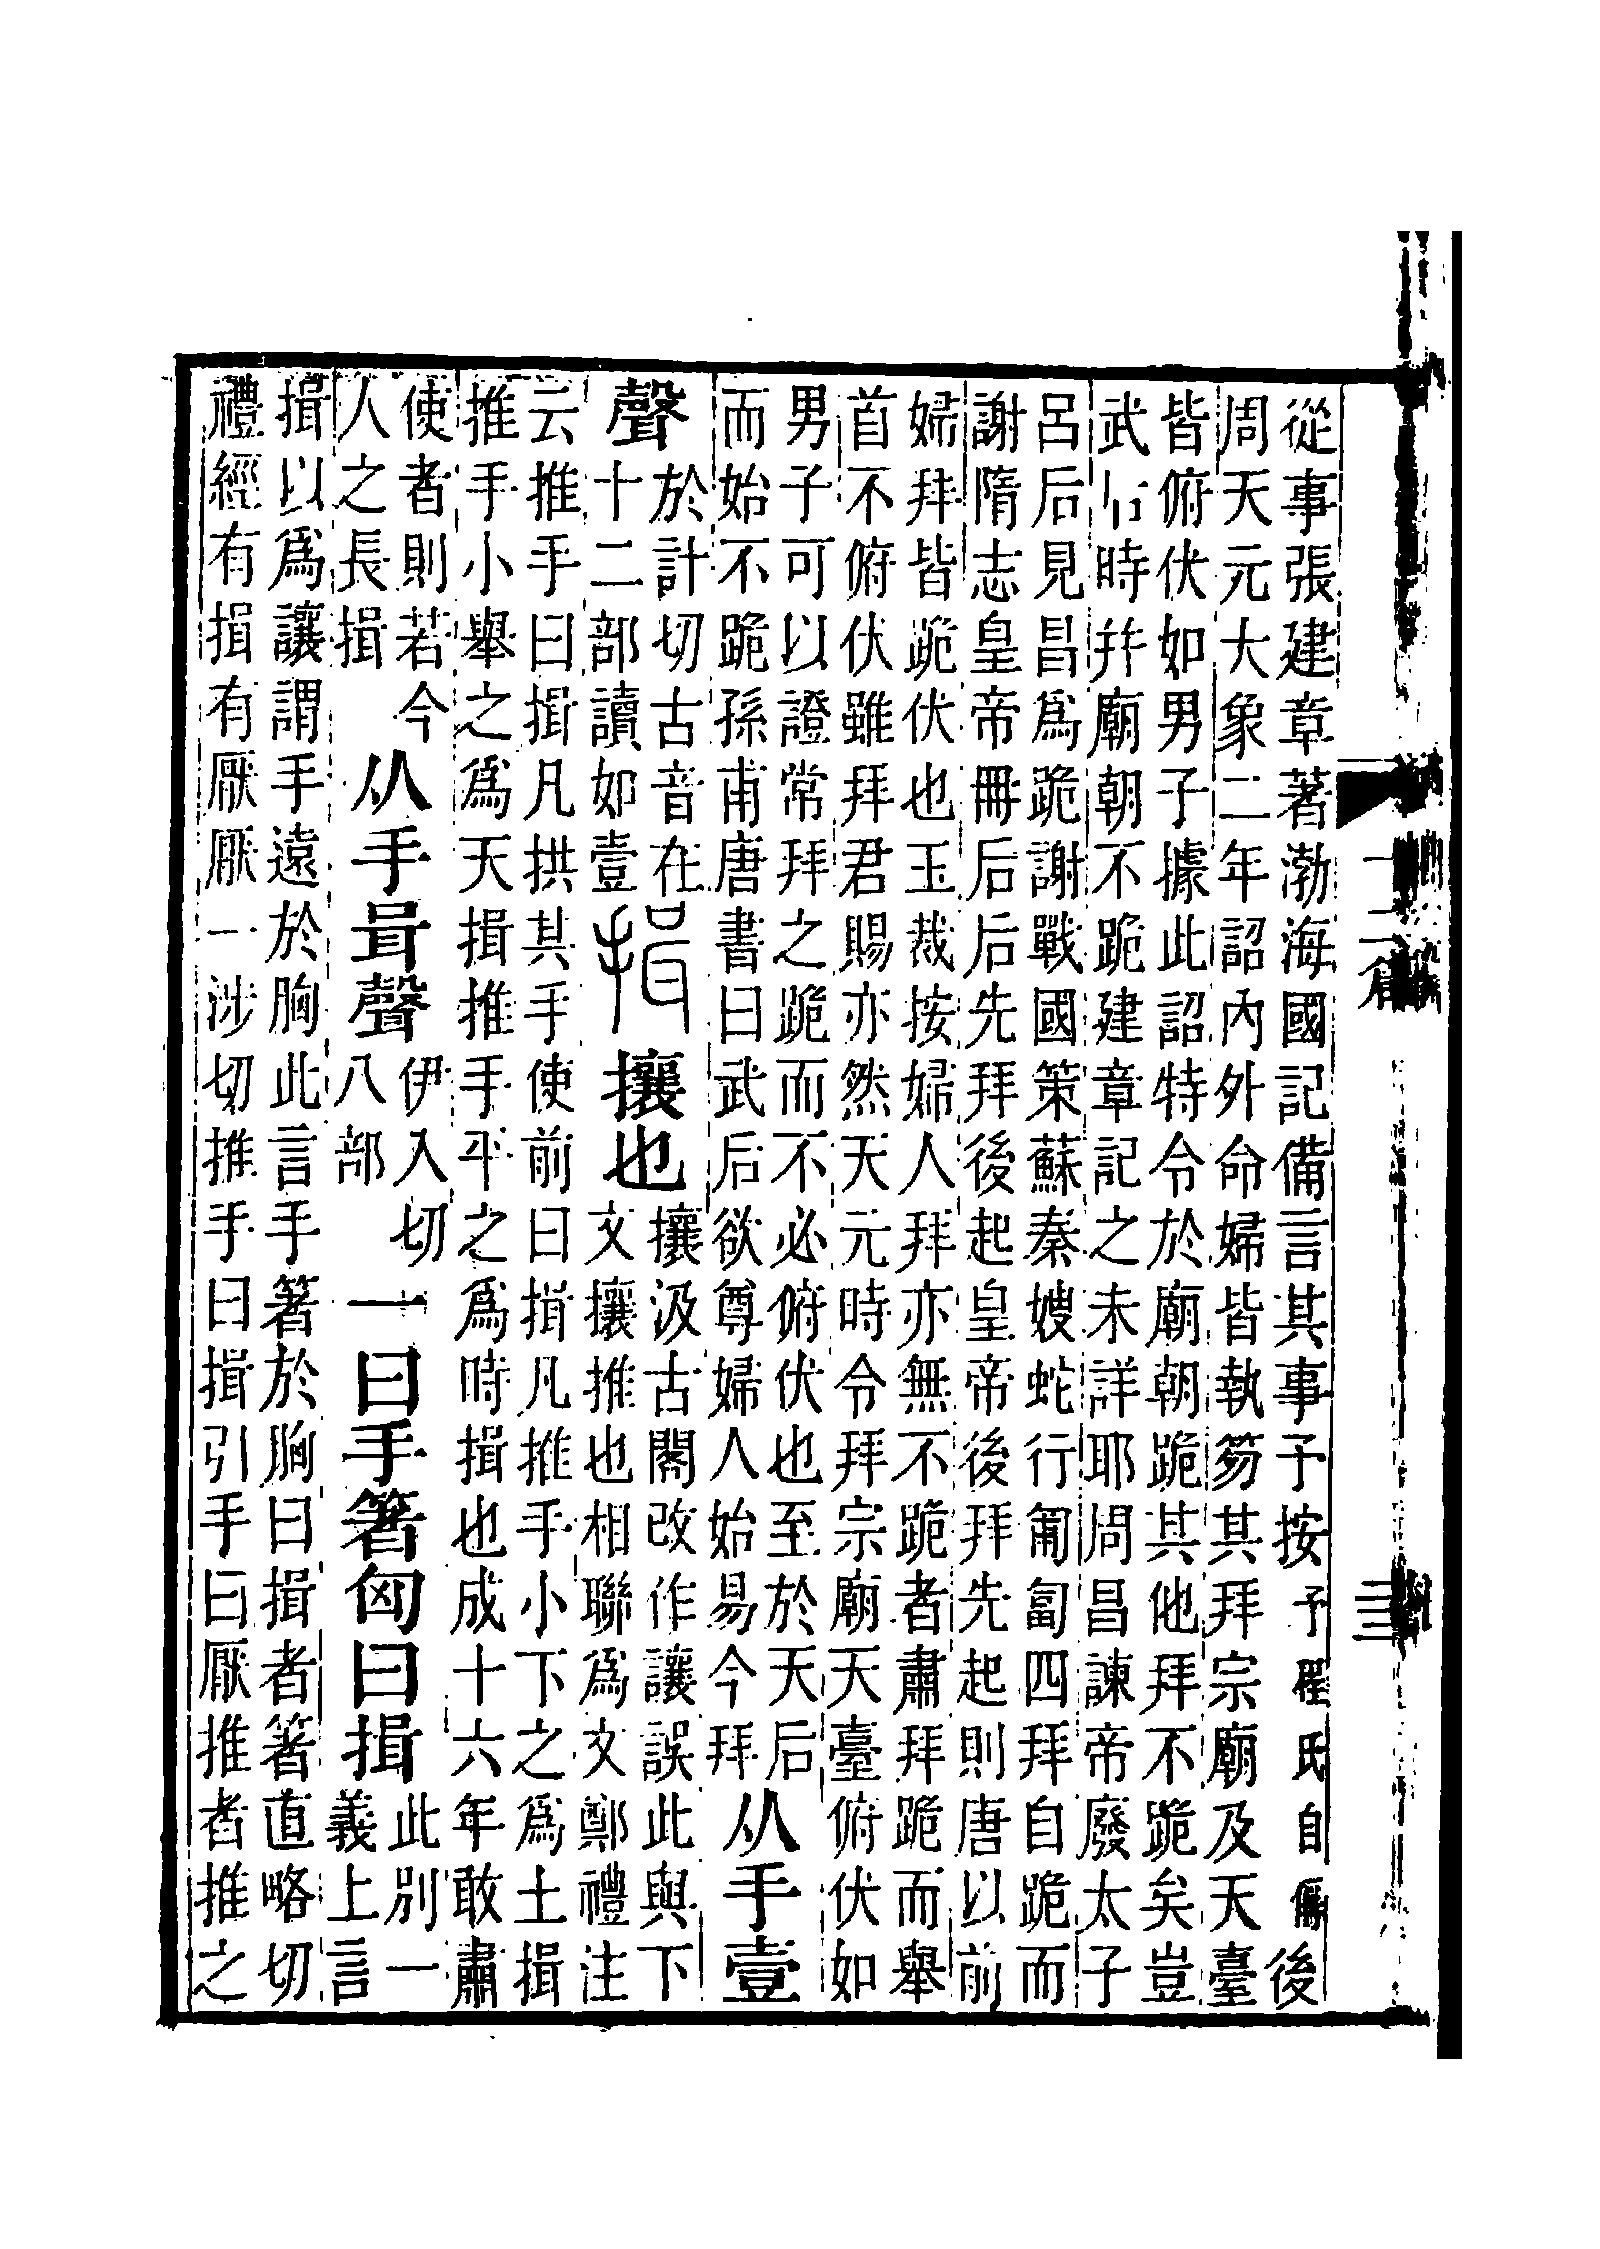 從事張建章著渤海國記備言其事予按予程氏自偁後
周天元大象二年詔內外命婦皆執笏其拜宗廟及天臺
皆俯伏如男子據此詔特令於廟朝跪其他拜不跪矣豈
武后時幷廟朝不跪建章記之未詳耶問昌諫帝廢太子
呂后見昌爲跪謝戰國策蘇秦嫂蛇行匍匐四拜自跪而
謝隋志皇帝冊后后先拜後起皇帝後拜先起則唐以前
婦拜皆跪伏也玉裁按婦人拜亦無不跪者肅拜跪而舉
首不俯伏雖拜君賜亦然天元時令拜宗廟天臺俯伏如
男子可以證常拜之跪而不必俯伏也至於天后
而始不跪孫甫唐書曰武后欲尊婦人始易今拜
从手壹
聲
於計切古音在
十二部讀如壹
攘也
攘汲古閣改作讓誤此與下
文攘推也相聯爲文鄭禮注
云推手曰揖凡拱其手使前曰揖凡推手小下之爲土揖
推手小舉之爲天揖推手平之爲時揖也成十六年敢肅
使者則若今
人之長揖
从手咠聲
伊入切
八部
一曰手箸匈曰揖
此別一
義上言
揖以爲讓謂手遠於胸此言手箸於胸曰揖者箸直略切
禮經有揖有厭厭一涉切推手曰揖引手曰厭推者推之